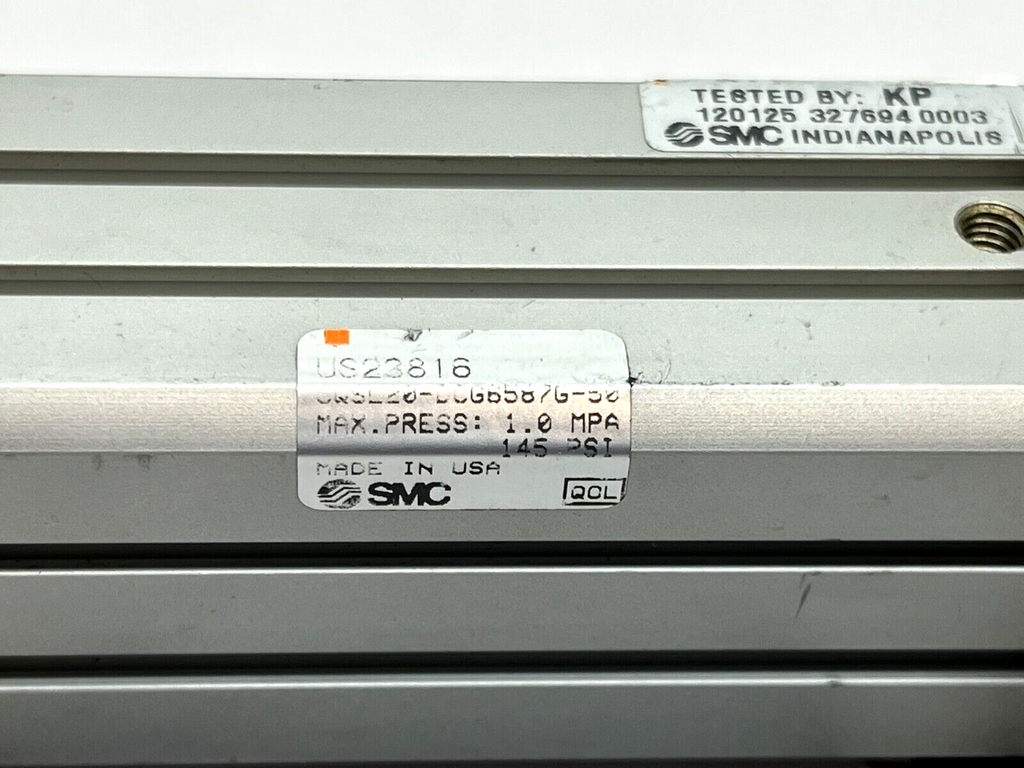 TESTED BY: KP
120125 327694 0003
SMC INDIANAPOLIS
US23816
MAX.PRESS: 1.0 MPA
145 PSI
MADE IN USA
SMC
QCL